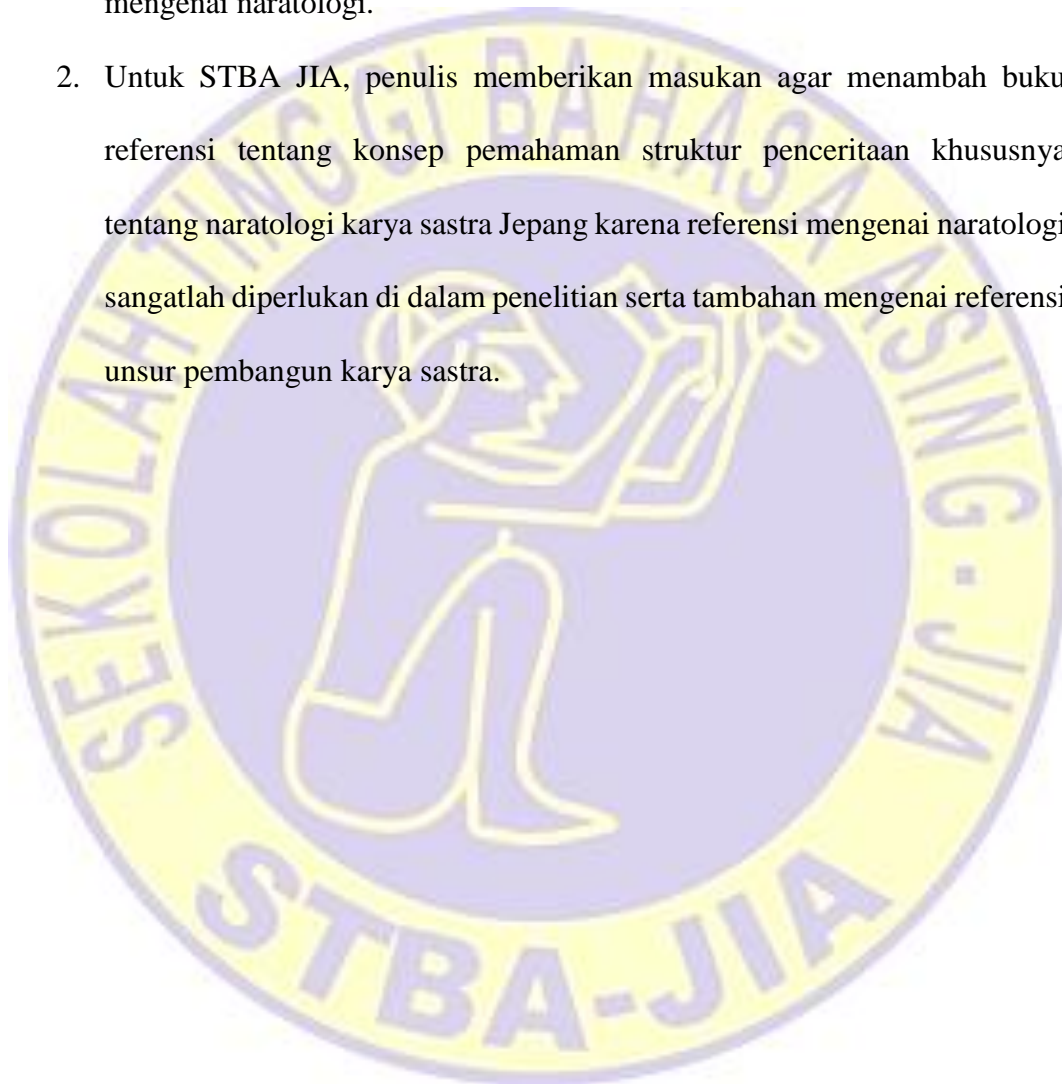 mengenai naratologi.
2. Untuk STBA JIA, penulis memberikan masukan agar menambah buku
referensi tentang konsep pemahaman struktur penceritaan khususnya
tentang naratologi karya sastra Jepang karena referensi mengenai naratologi
sangatlah diperlukan di dalam penelitian serta tambahan mengenai referensi
unsur pembangun karya sastra.
SEKOLAH TINGGI BAHASA ASING - JIA
STBA-JIA